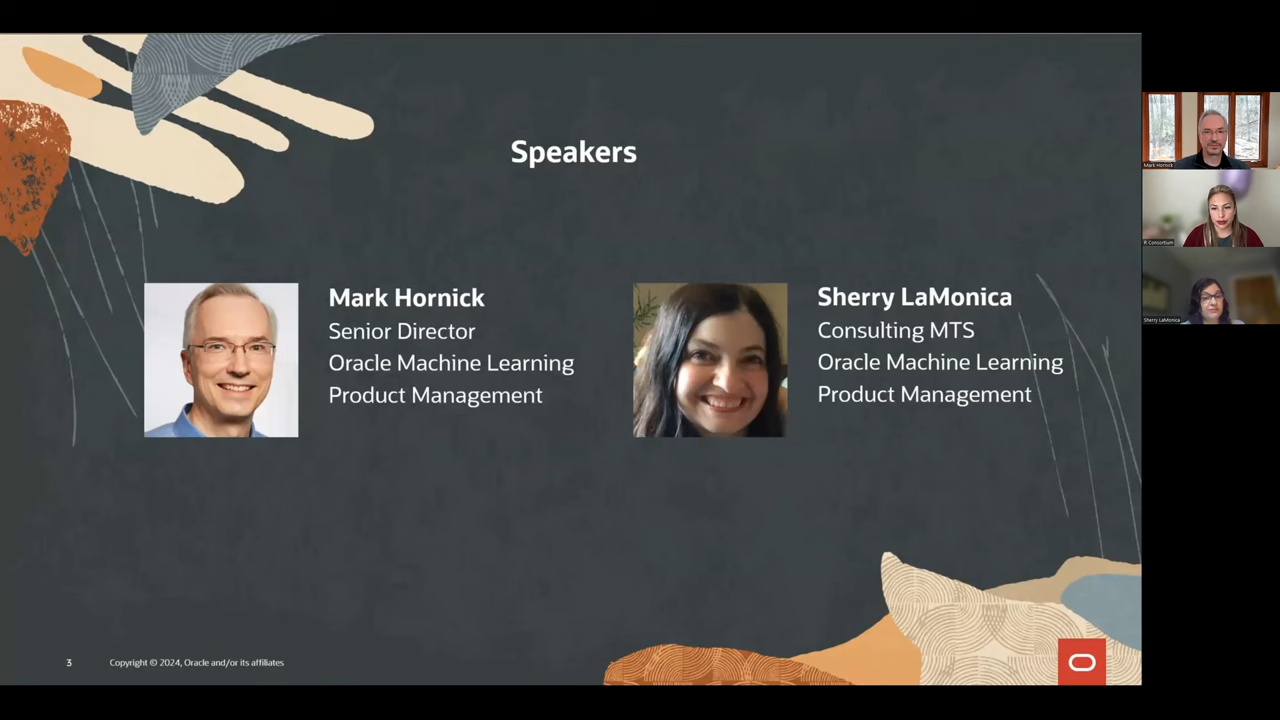 Speakers
Mark Hornick
Senior Director
Oracle Machine Learning
Product Management
Sherry LaMonica
Consulting MTS
Oracle Machine Learning
Product Management
Mark Hornick
R Consortium
Sherry LaMonica
3
Copyright © 2024, Oracle and/or its affiliates